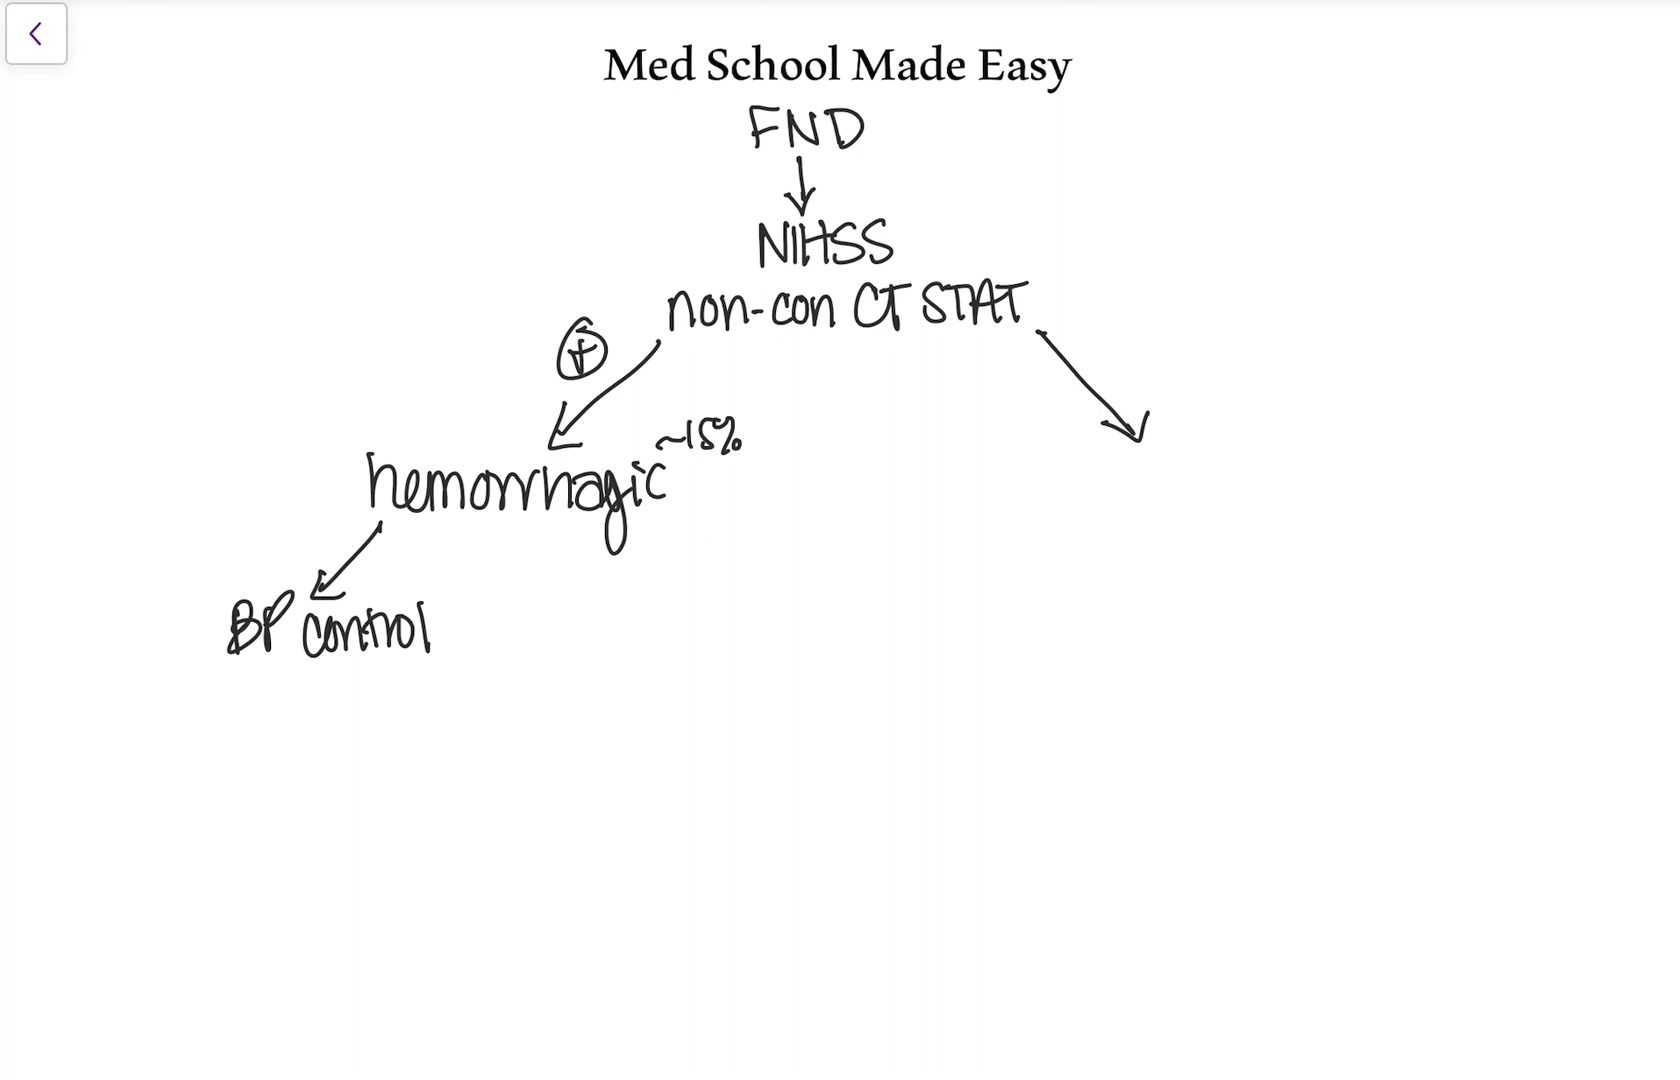 Med School Made Easy
FND
NIHSS
non-con CT STAT
+
~15%
hemorrhagic
BP control